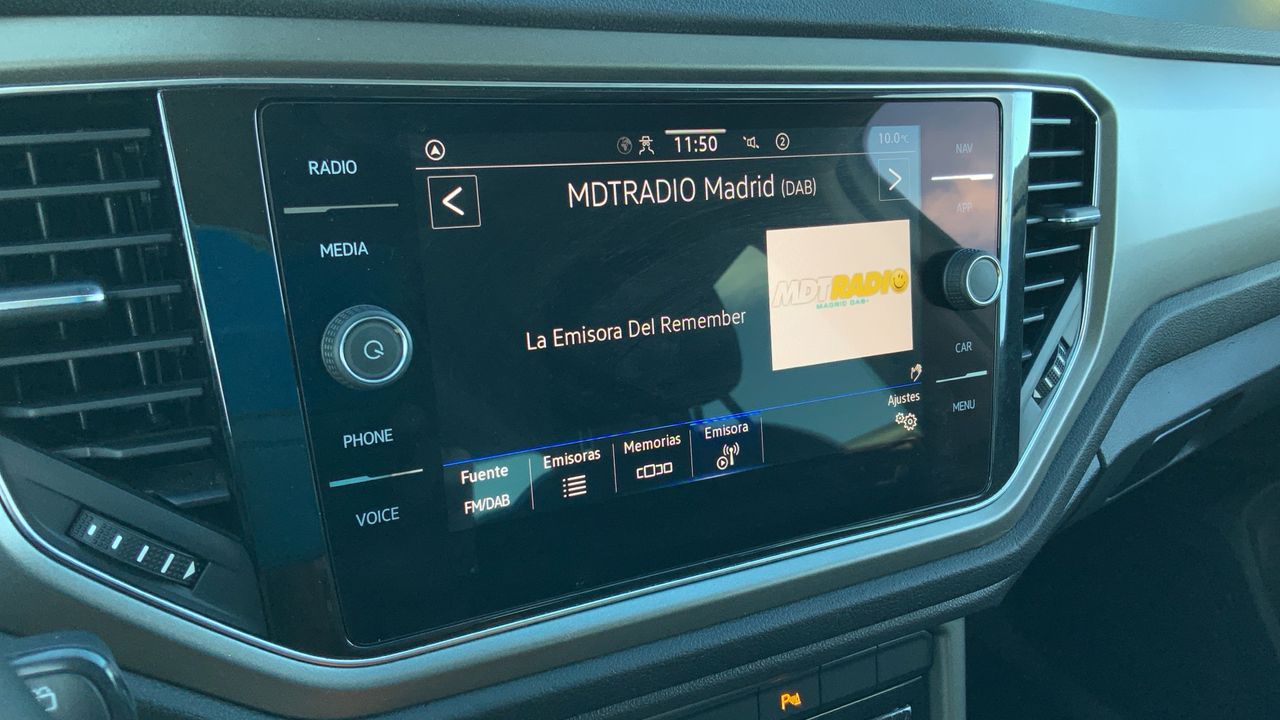 RADIO
MEDIA
PHONE
VOICE
11:50
2
10.0°C
MDTRADIO Madrid (DAB)
La Emisora Del Remember
MDTRADIO
MADRID DAB+
Fuente
FM/DAB
Emisoras
Memorias
Emisora
Ajustes
NAV
APP
CAR
MENU
P